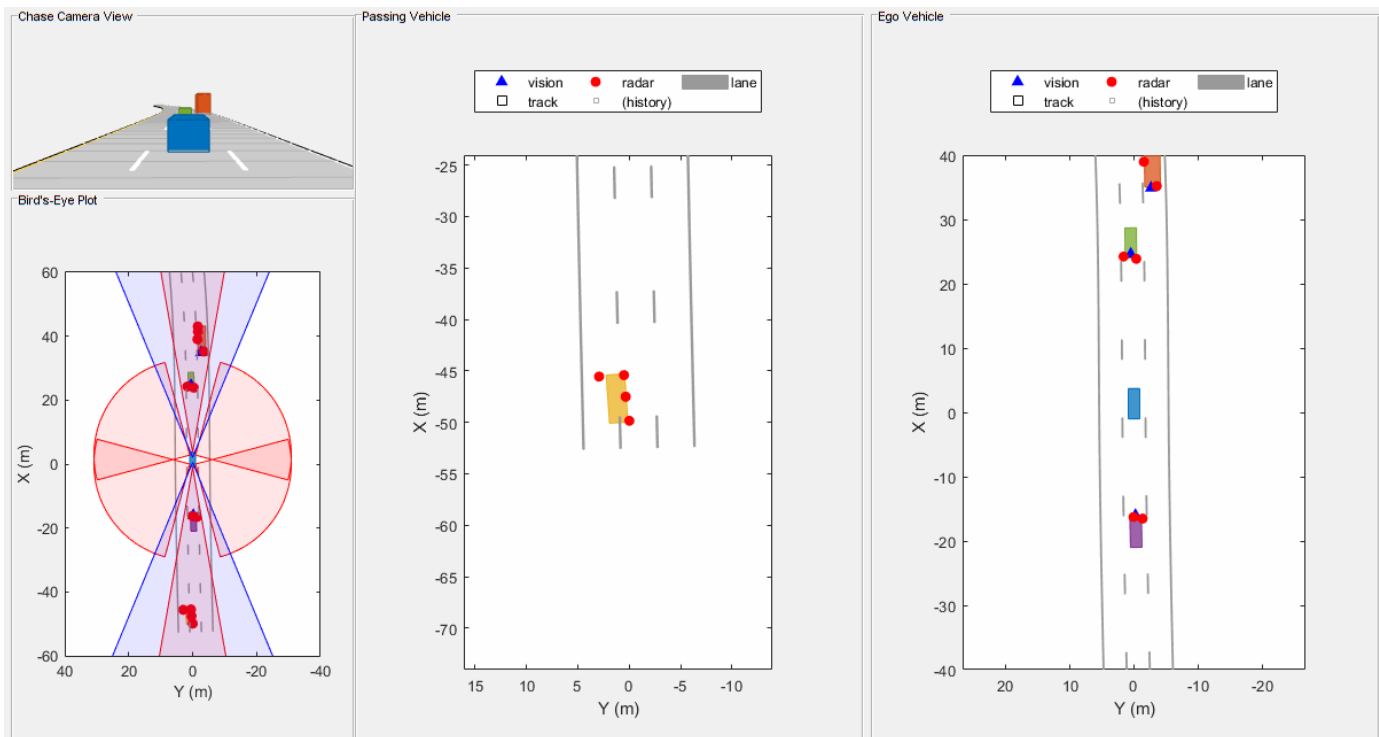 Chase Camera View
Bird's-Eye Plot
60
40
20
0
-20
-40
-60
X (m)
40 20 0 -20 -40
Y (m)
Passing Vehicle
vision radar lane
track (history)
-25
-30
-35
-40
-45
-50
-55
-60
-65
-70
X (m)
15 10 5 0 -5 -10
Y (m)
Ego Vehicle
vision radar lane
track (history)
40
30
20
10
0
-10
-20
-30
-40
X (m)
20 10 0 -10 -20
Y (m)